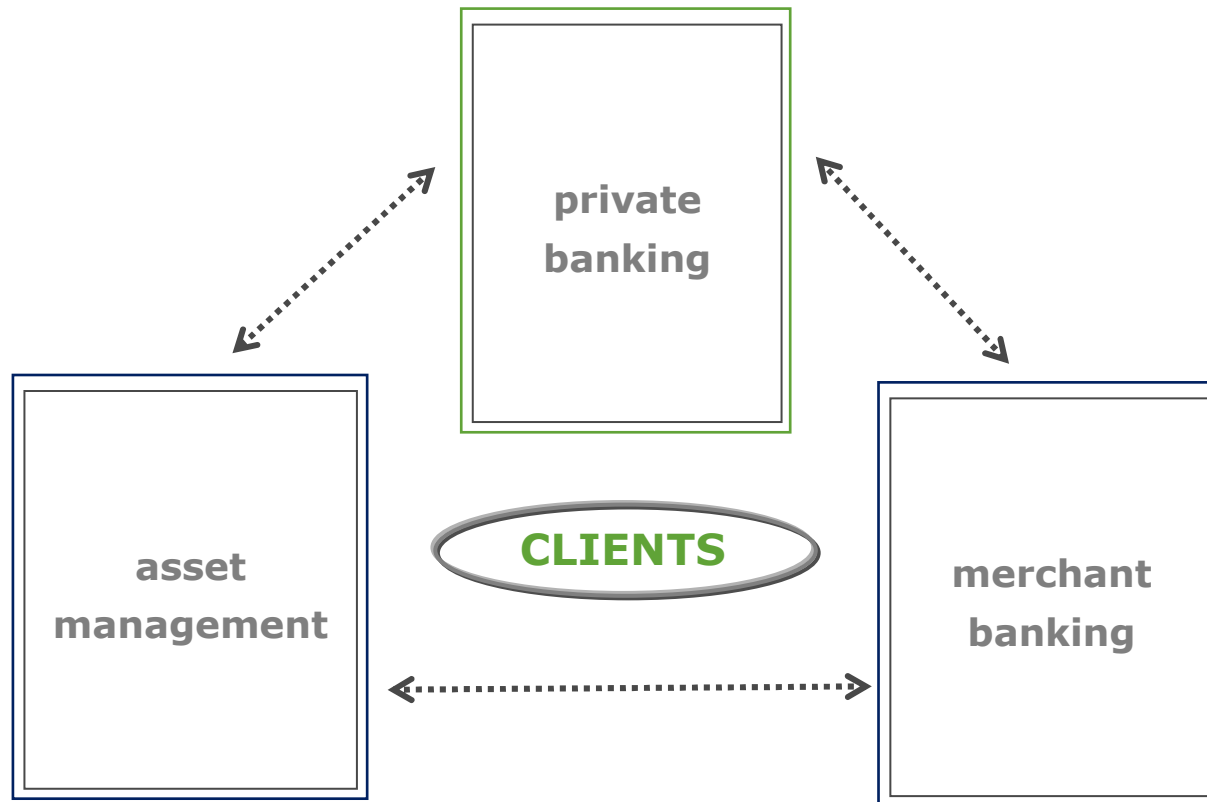 private
banking
CLIENTS
asset
management
merchant
banking